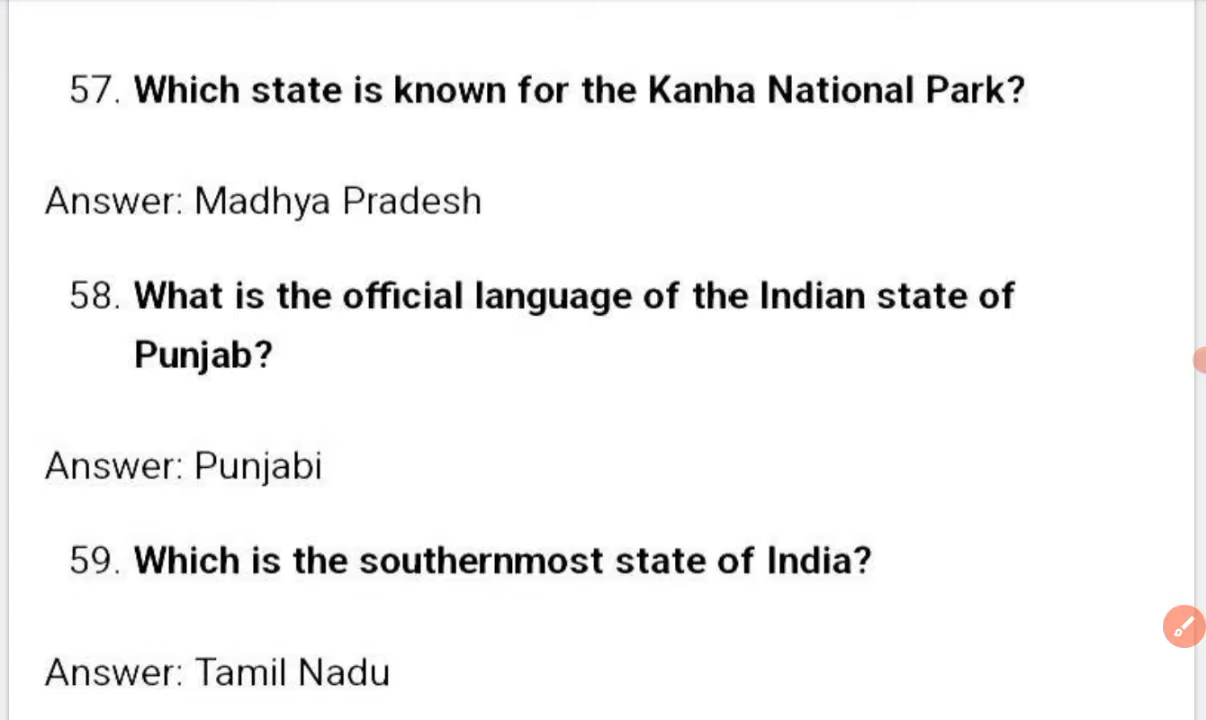 57. Which state is known for the Kanha National Park?
Answer: Madhya Pradesh
58. What is the official language of the Indian state of
Punjab?
Answer: Punjabi
59. Which is the southernmost state of India?
Answer: Tamil Nadu